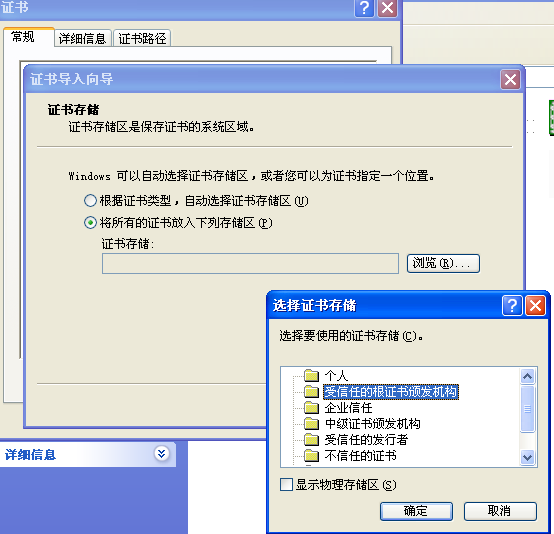 证书
常规 详细信息 证书路径
证书导入向导
证书存储
证书存储区是保存证书的系统区域。
Windows 可以自动选择证书存储区，或者您可以为证书指定一个位置。
根据证书类型，自动选择证书存储区(U)
将所有的证书放入下列存储区(P)
证书存储:
浏览(R)...
选择证书存储
选择要使用的证书存储(C)。
个人
受信任的根证书颁发机构
企业信任
中级证书颁发机构
受信任的发行者
不信任的证书
显示物理存储区(S)
确定 取消
详细信息